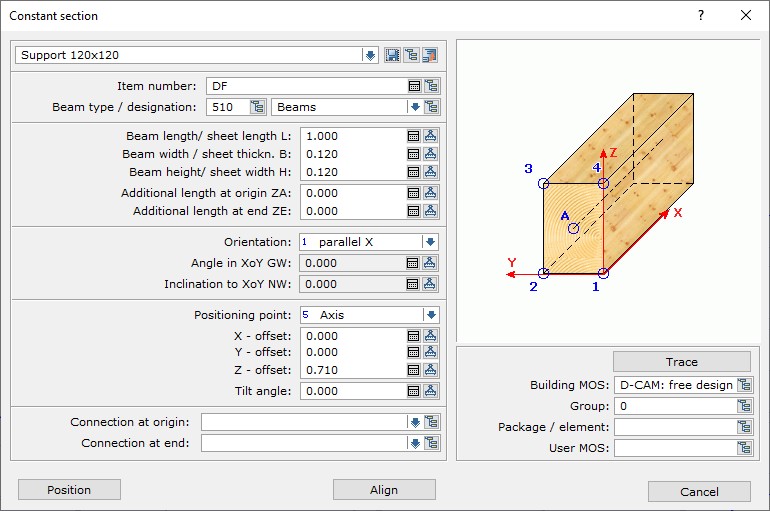 Constant section
?
Support 120x120
Item number: DF
Beam type / designation: 510 Beams
Beam length/ sheet length L: 1.000
Beam width / sheet thickn. B: 0.120
Beam height/ sheet width H: 0.120
Additional length at origin ZA: 0.000
Additional length at end ZE: 0.000
Orientation: 1 parallel X
Angle in XoY GW: 0.000
Inclination to XoY NW: 0.000
Positioning point: 5 Axis
X - offset: 0.000
Y - offset: 0.000
Z - offset: 0.710
Tilt angle: 0.000
Connection at origin:
Connection at end:
Z
3 4
A
X
Y
2 1
Trace
Building MOS: D-CAM: free design
Group: 0
Package / element:
User MOS:
Position Align Cancel